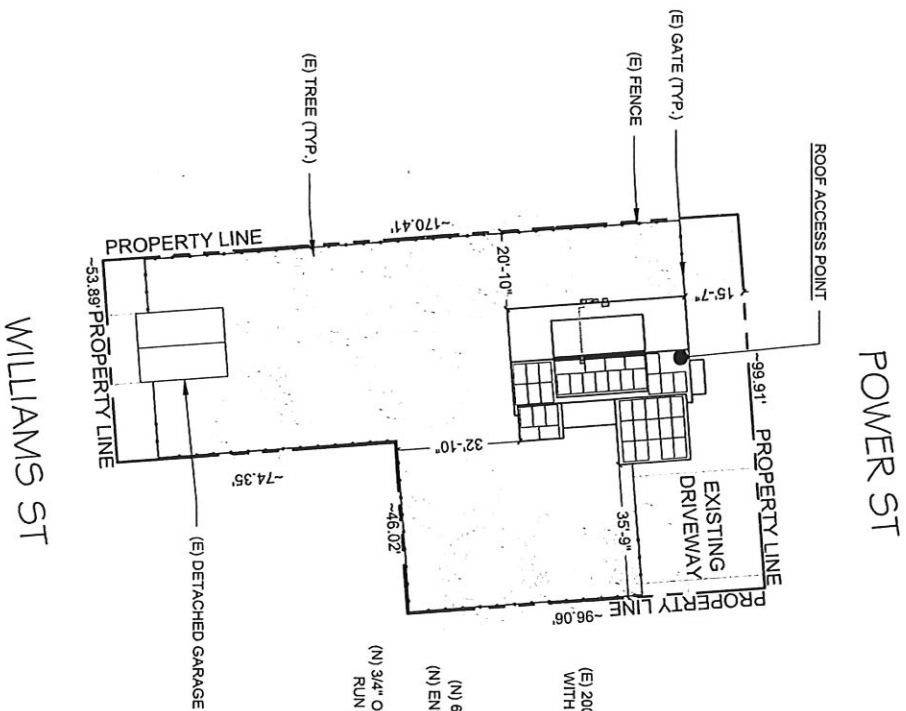 POWER ST
ROOF ACCESS POINT
(E) GATE (TYP.)
(E) FENCE
(E) TREE (TYP.)
~99.91' PROPERTY LINE
15'-7"
EXISTING
DRIVEWAY
20'-10"
~170.41'
PROPERTY LINE
35'-9"
PROPERTY LINE ~96.06'
32'-10"
~46.02'
~74.35'
(E) DETACHED GARAGE
~53.89' PROPERTY LINE
WILLIAMS ST
(E) 200
WITH
(N) 6
(N) EN
(N) 3/4" O
RUN